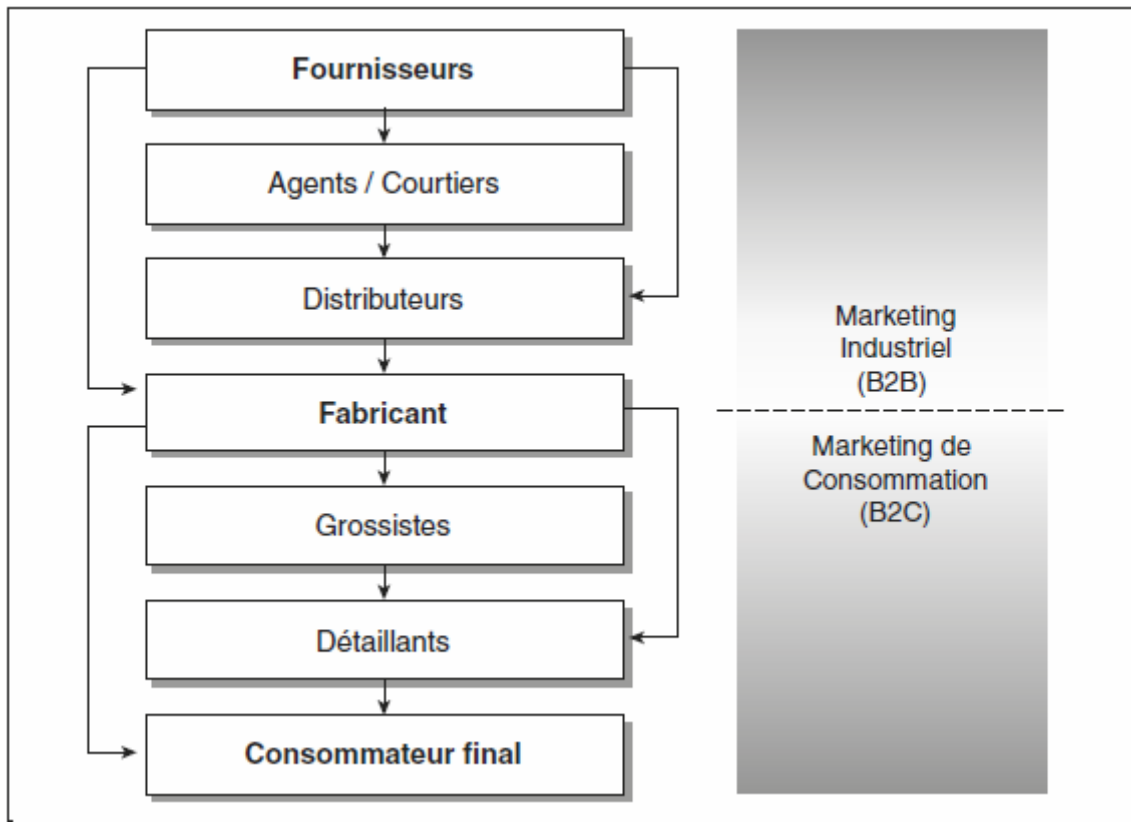 Fournisseurs
Agents / Courtiers
Distributeurs
Fabricant
Grossistes
Détaillants
Consommateur final
Marketing
Industriel
(B2B)
Marketing de
Consommation
(B2C)